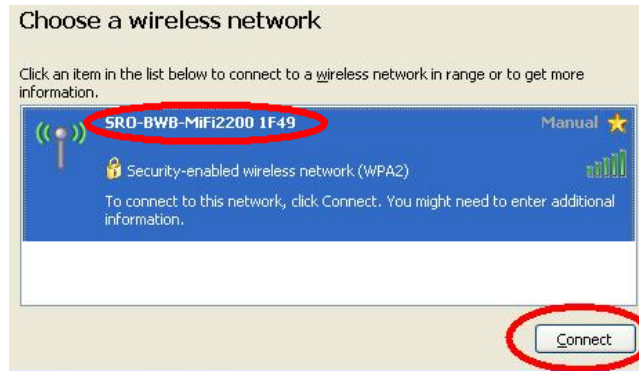 Choose a wireless network
Click an item in the list below to connect to a wireless network in range or to get more
information.
SRO-BWB-MiFi2200 1F49
Manual
Security-enabled wireless network (WPA2)
To connect to this network, click Connect. You might need to enter additional
information.
Connect